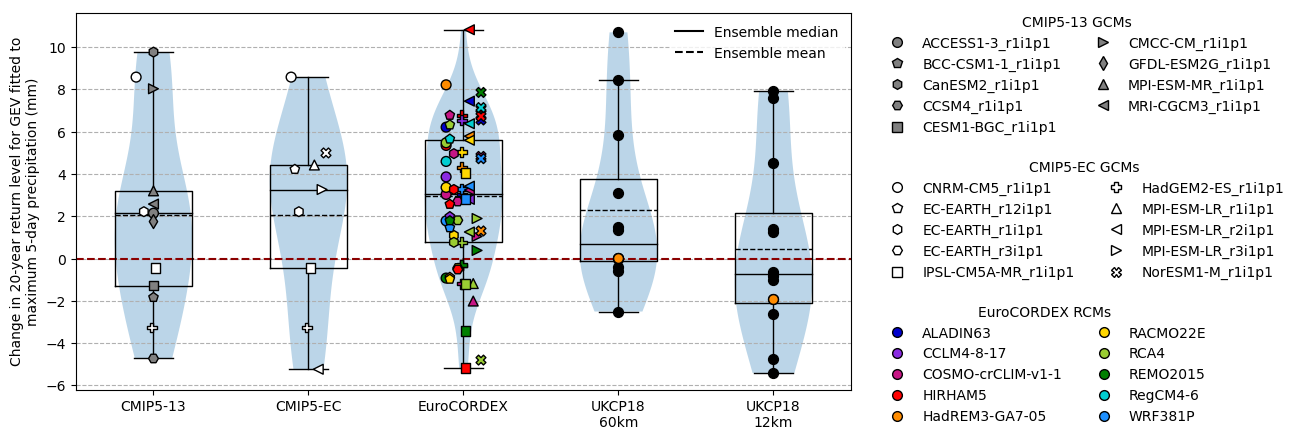 Change in 20-year return level for GEV fitted to
maximum 5-day precipitation (mm)
10
8
6
4
2
0
−2
−4
−6
Ensemble median
Ensemble mean
CMIP5-13
CMIP5-EC
EuroCORDEX
UKCP18
60km
UKCP18
12km
CMIP5-13 GCMs
ACCESS1-3_r1i1p1
BCC-CSM1-1_r1i1p1
CanESM2_r1i1p1
CCSM4_r1i1p1
CESM1-BGC_r1i1p1
CMCC-CM_r1i1p1
GFDL-ESM2G_r1i1p1
MPI-ESM-MR_r1i1p1
MRI-CGCM3_r1i1p1
CMIP5-EC GCMs
CNRM-CM5_r1i1p1
EC-EARTH_r12i1p1
EC-EARTH_r1i1p1
EC-EARTH_r3i1p1
IPSL-CM5A-MR_r1i1p1
HadGEM2-ES_r1i1p1
MPI-ESM-LR_r1i1p1
MPI-ESM-LR_r2i1p1
MPI-ESM-LR_r3i1p1
NorESM1-M_r1i1p1
EuroCORDEX RCMs
ALADIN63
CCLM4-8-17
COSMO-crCLIM-v1-1
HIRHAM5
HadREM3-GA7-05
RACMO22E
RCA4
REMO2015
RegCM4-6
WRF381P